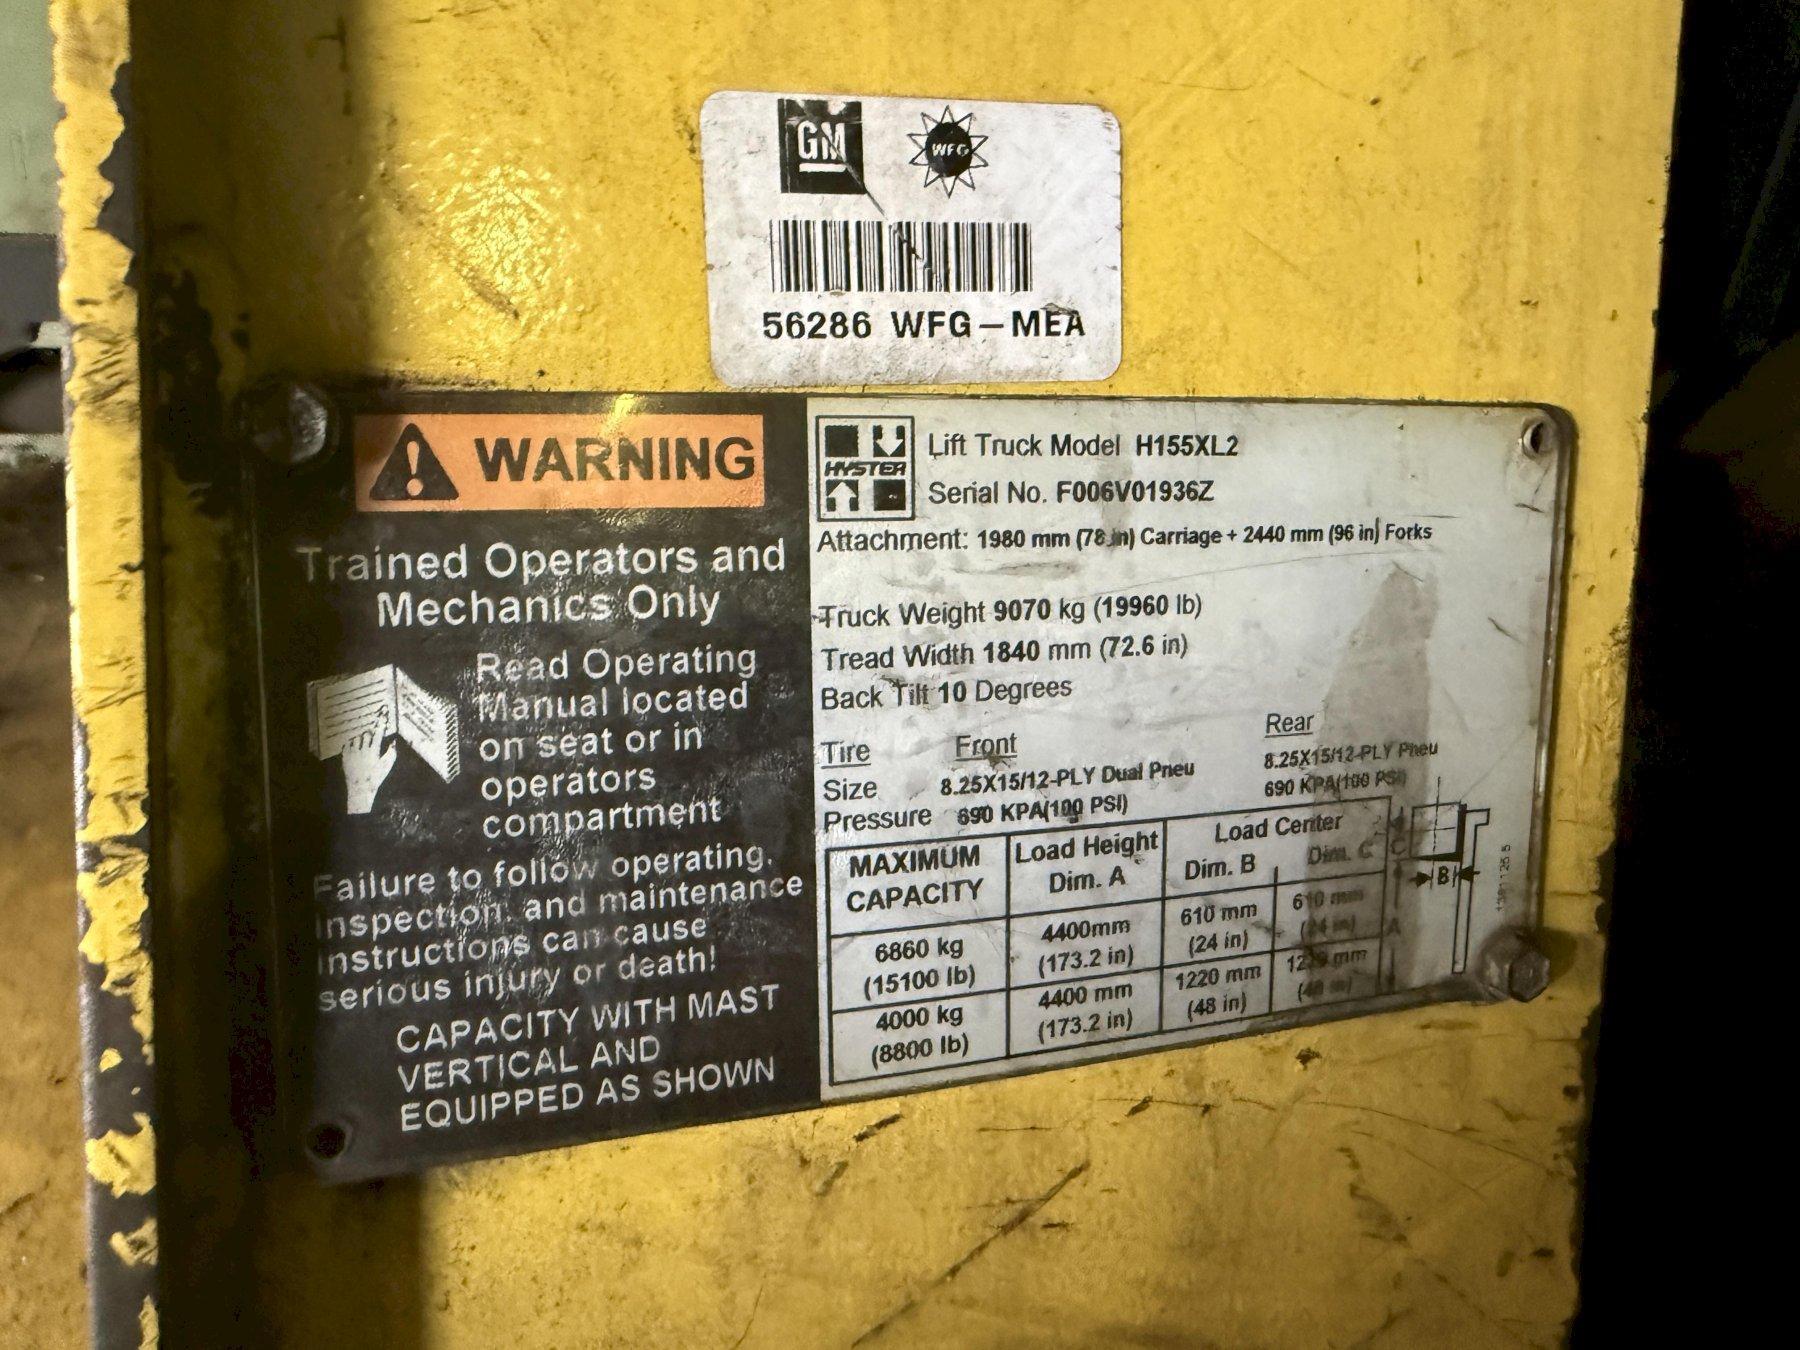 GM
WFG
56286 WFG-MEA
WARNING
Trained Operators and
Mechanics Only
Read Operating
Manual located
on seat or in
operators
compartment
Failure to follow operating,
inspection, and maintenance
instructions can cause
serious injury or death!
CAPACITY WITH MAST
VERTICAL AND
EQUIPPED AS SHOWN
HYSTER
Lift Truck Model H155XL2
Serial No. F006V01936Z
Attachment: 1980 mm (78 in) Carriage + 2440 mm (96 in) Forks
Truck Weight 9070 kg (19960 lb)
Tread Width 1840 mm (72.6 in)
Back Tilt 10 Degrees
Tire Front Rear
Size 8.25X15/12-PLY Dual Pneu 8.25X15/12-PLY Pneu
Pressure 690 KPA(100 PSI) 690 KPA(100 PSI)
MAXIMUM CAPACITY Load Height Dim. A Load Center Dim. B Dim. C
6860 kg 4400mm 610 mm 610 mm
(15100 lb) (173.2 in) (24 in) (24 in)
4000 kg 4400 mm 1220 mm 1220 mm
(8800 lb) (173.2 in) (48 in) (48 in)
C
B
A